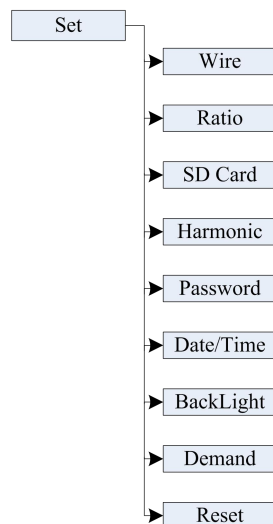 Set
Wire
Ratio
SD Card
Harmonic
Password
Date/Time
BackLight
Demand
Reset